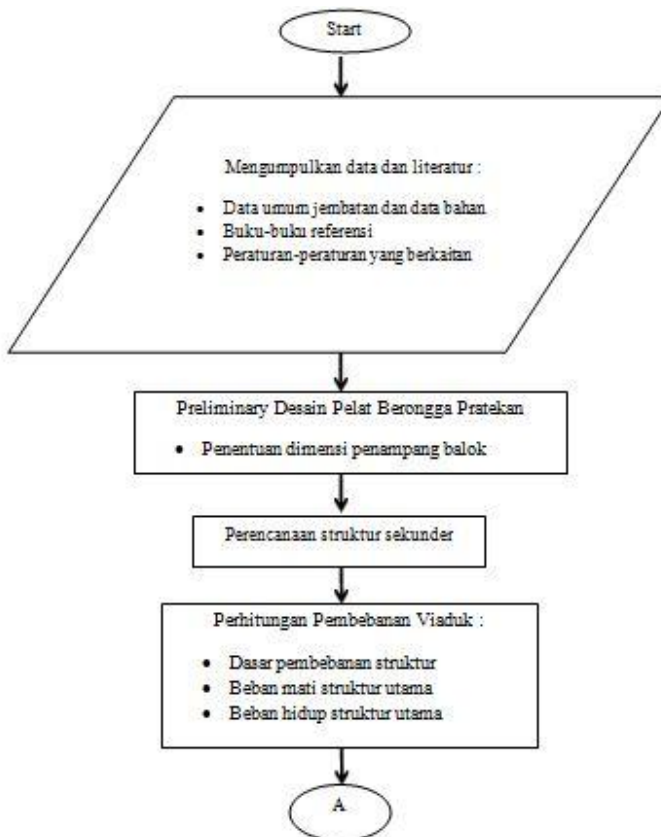 Start
Mengumpulkan data dan literatur :
• Data umum jembatan dan data bahan
• Buku-buku referensi
• Peraturan-peraturan yang berkaitan
Preliminary Desain Pelat Berongga Pratekan
• Penentuan dimensi penampang balok
Perencanaan struktur sekunder
Perhitungan Pembebanan Viaduk :
• Dasar pembebanan struktur
• Beban mati struktur utama
• Beban hidup struktur utama
A